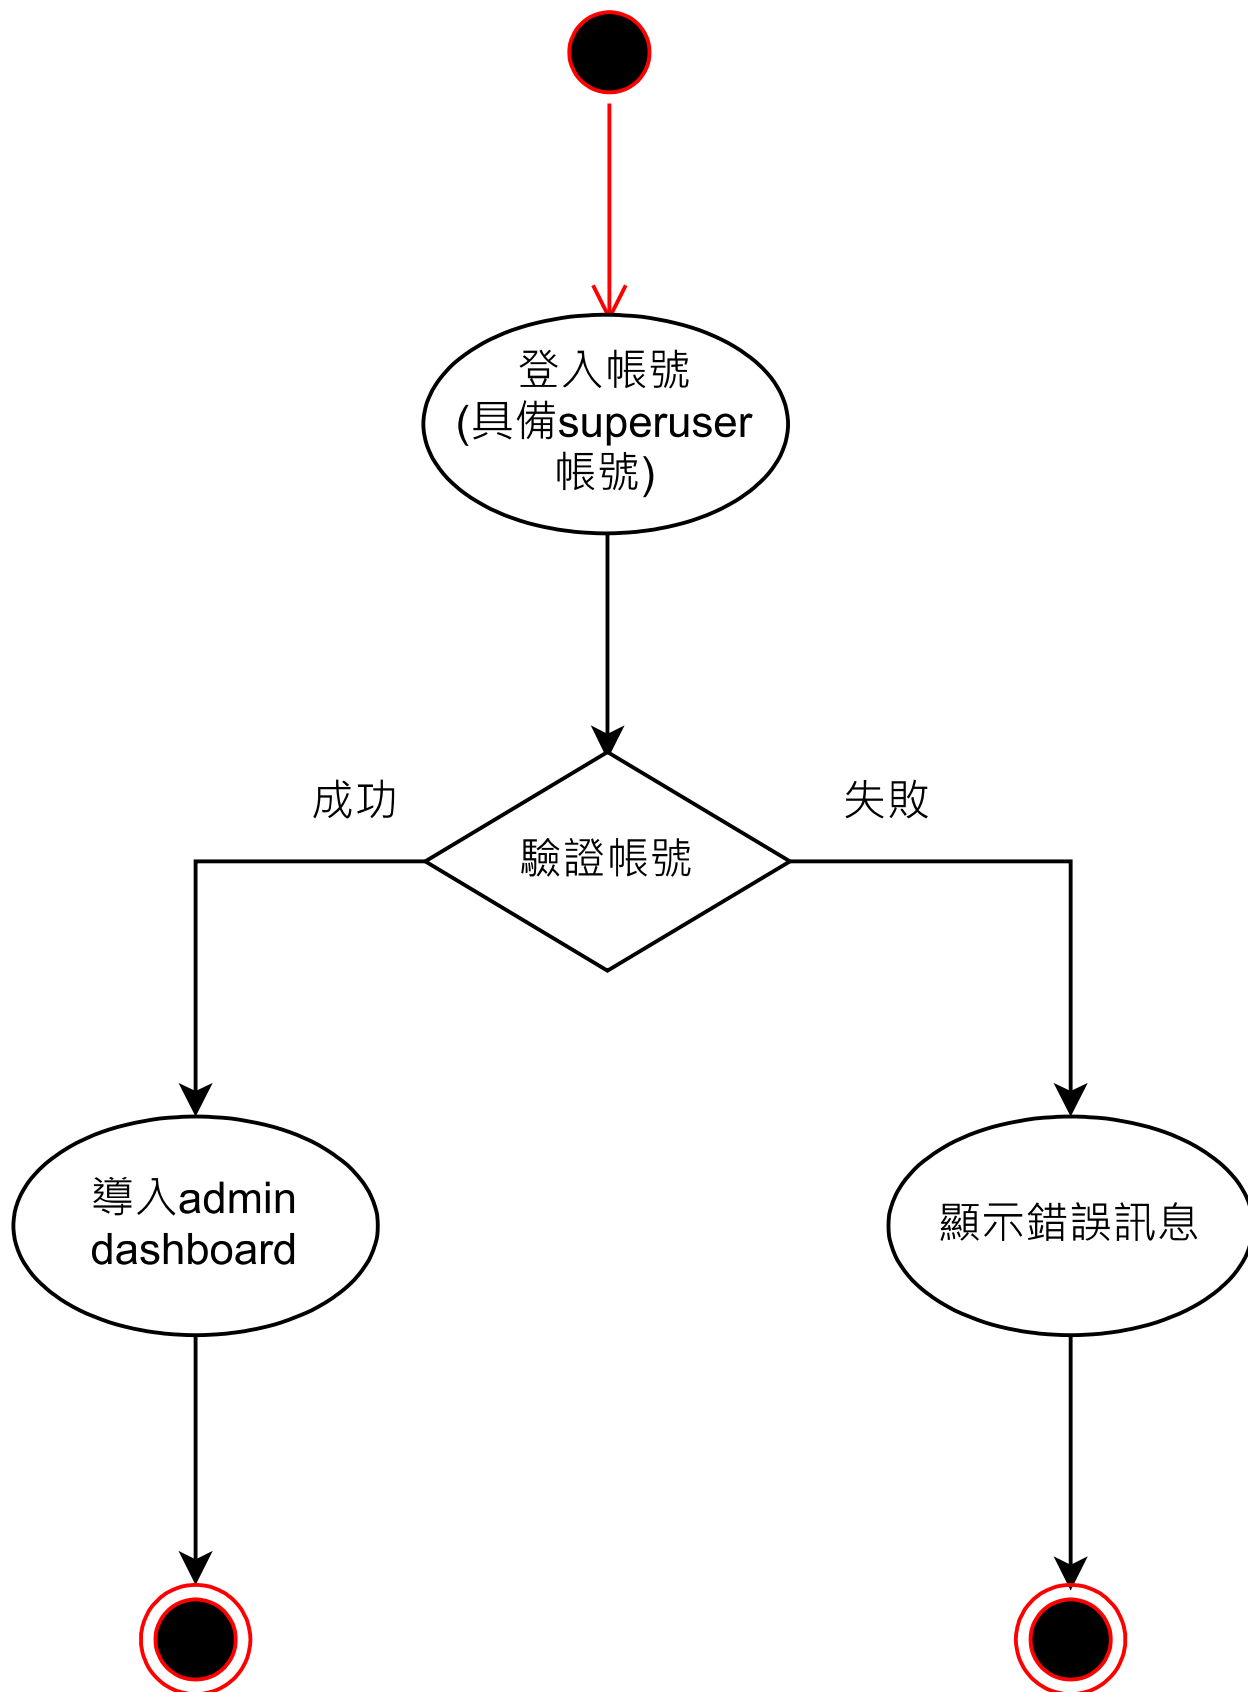 登入帳號
(具備superuser
帳號)
成功
失敗
驗證帳號
導入admin
dashboard
顯示錯誤訊息